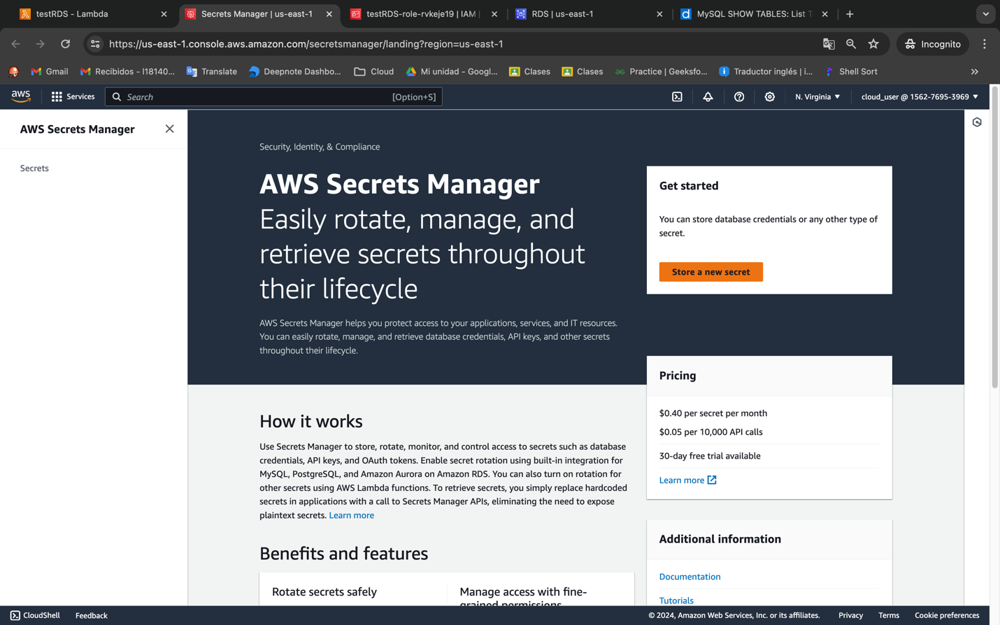 testRDS - Lambda
Secrets Manager | us-east-1
testRDS-role-rvkeje19 | IAM |
RDS | us-east-1
MySQL SHOW TABLES: List T
https://us-east-1.console.aws.amazon.com/secretsmanager/landing?region=us-east-1
Incognito
Gmail
Recibidos - l18140...
Translate
Deepnote Dashbo...
Cloud
Mi unidad - Googl...
Clases
Clases
Practice | Geeksfo...
Traductor inglés | i...
Shell Sort
aws
Services
Search
[Option+S]
N. Virginia
cloud_user @ 1562-7695-3969
AWS Secrets Manager
Secrets
Security, Identity, & Compliance
AWS Secrets Manager
Easily rotate, manage, and
retrieve secrets throughout
their lifecycle
AWS Secrets Manager helps you protect access to your applications, services, and IT resources.
You can easily rotate, manage, and retrieve database credentials, API keys, and other secrets
throughout their lifecycle.
Get started
You can store database credentials or any other type of
secret.
Store a new secret
Pricing
$0.40 per secret per month
$0.05 per 10,000 API calls
30-day free trial available
Learn more
How it works
Use Secrets Manager to store, rotate, monitor, and control access to secrets such as database
credentials, API keys, and OAuth tokens. Enable secret rotation using built-in integration for
MySQL, PostgreSQL, and Amazon Aurora on Amazon RDS. You can also turn on rotation for
other secrets using AWS Lambda functions. To retrieve secrets, you simply replace hardcoded
secrets in applications with a call to Secrets Manager APIs, eliminating the need to expose
plaintext secrets. Learn more
Additional information
Documentation
Tutorials
Benefits and features
Rotate secrets safely
Manage access with fine-
grained permissions
CloudShell
Feedback
© 2024, Amazon Web Services, Inc. or its affiliates.
Privacy
Terms
Cookie preferences